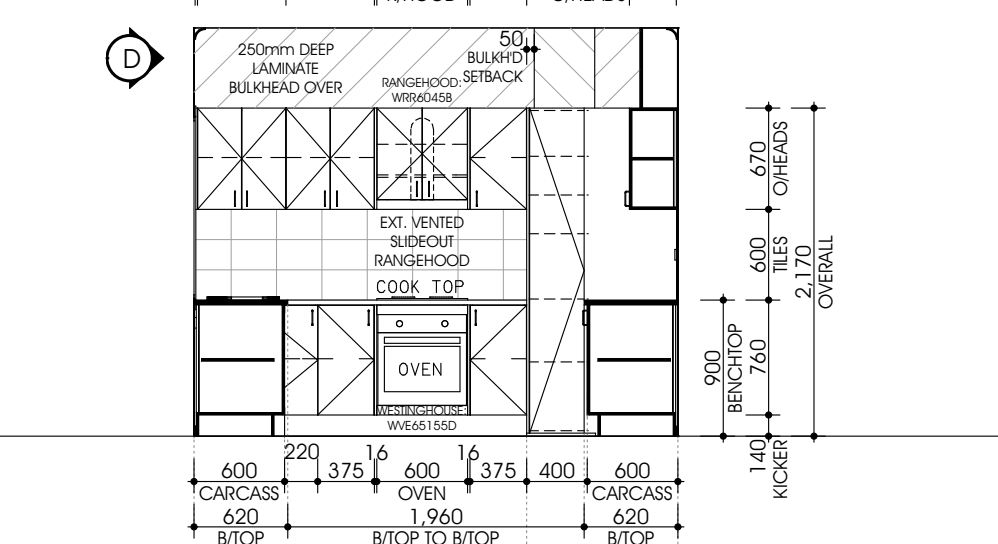 R/HOOD
O/HEADS
D
250mm DEEP
LAMINATE
BULKHEAD OVER
50
BULKH'D
SETBACK
RANGEHOOD:
WRR6045B
EXT. VENTED
SLIDEOUT
RANGEHOOD
COOK TOP
OVEN
WESTINGHOUSE:
WVE65155D
670
O/HEADS
600
TILES
2,170
OVERALL
900
BENCHTOP
760
140
KICKER
220
16
16
600
375
600
375
400
600
CARCASS
OVEN
CARCASS
620
1,960
620
B/TOP
B/TOP TO B/TOP
B/TOP